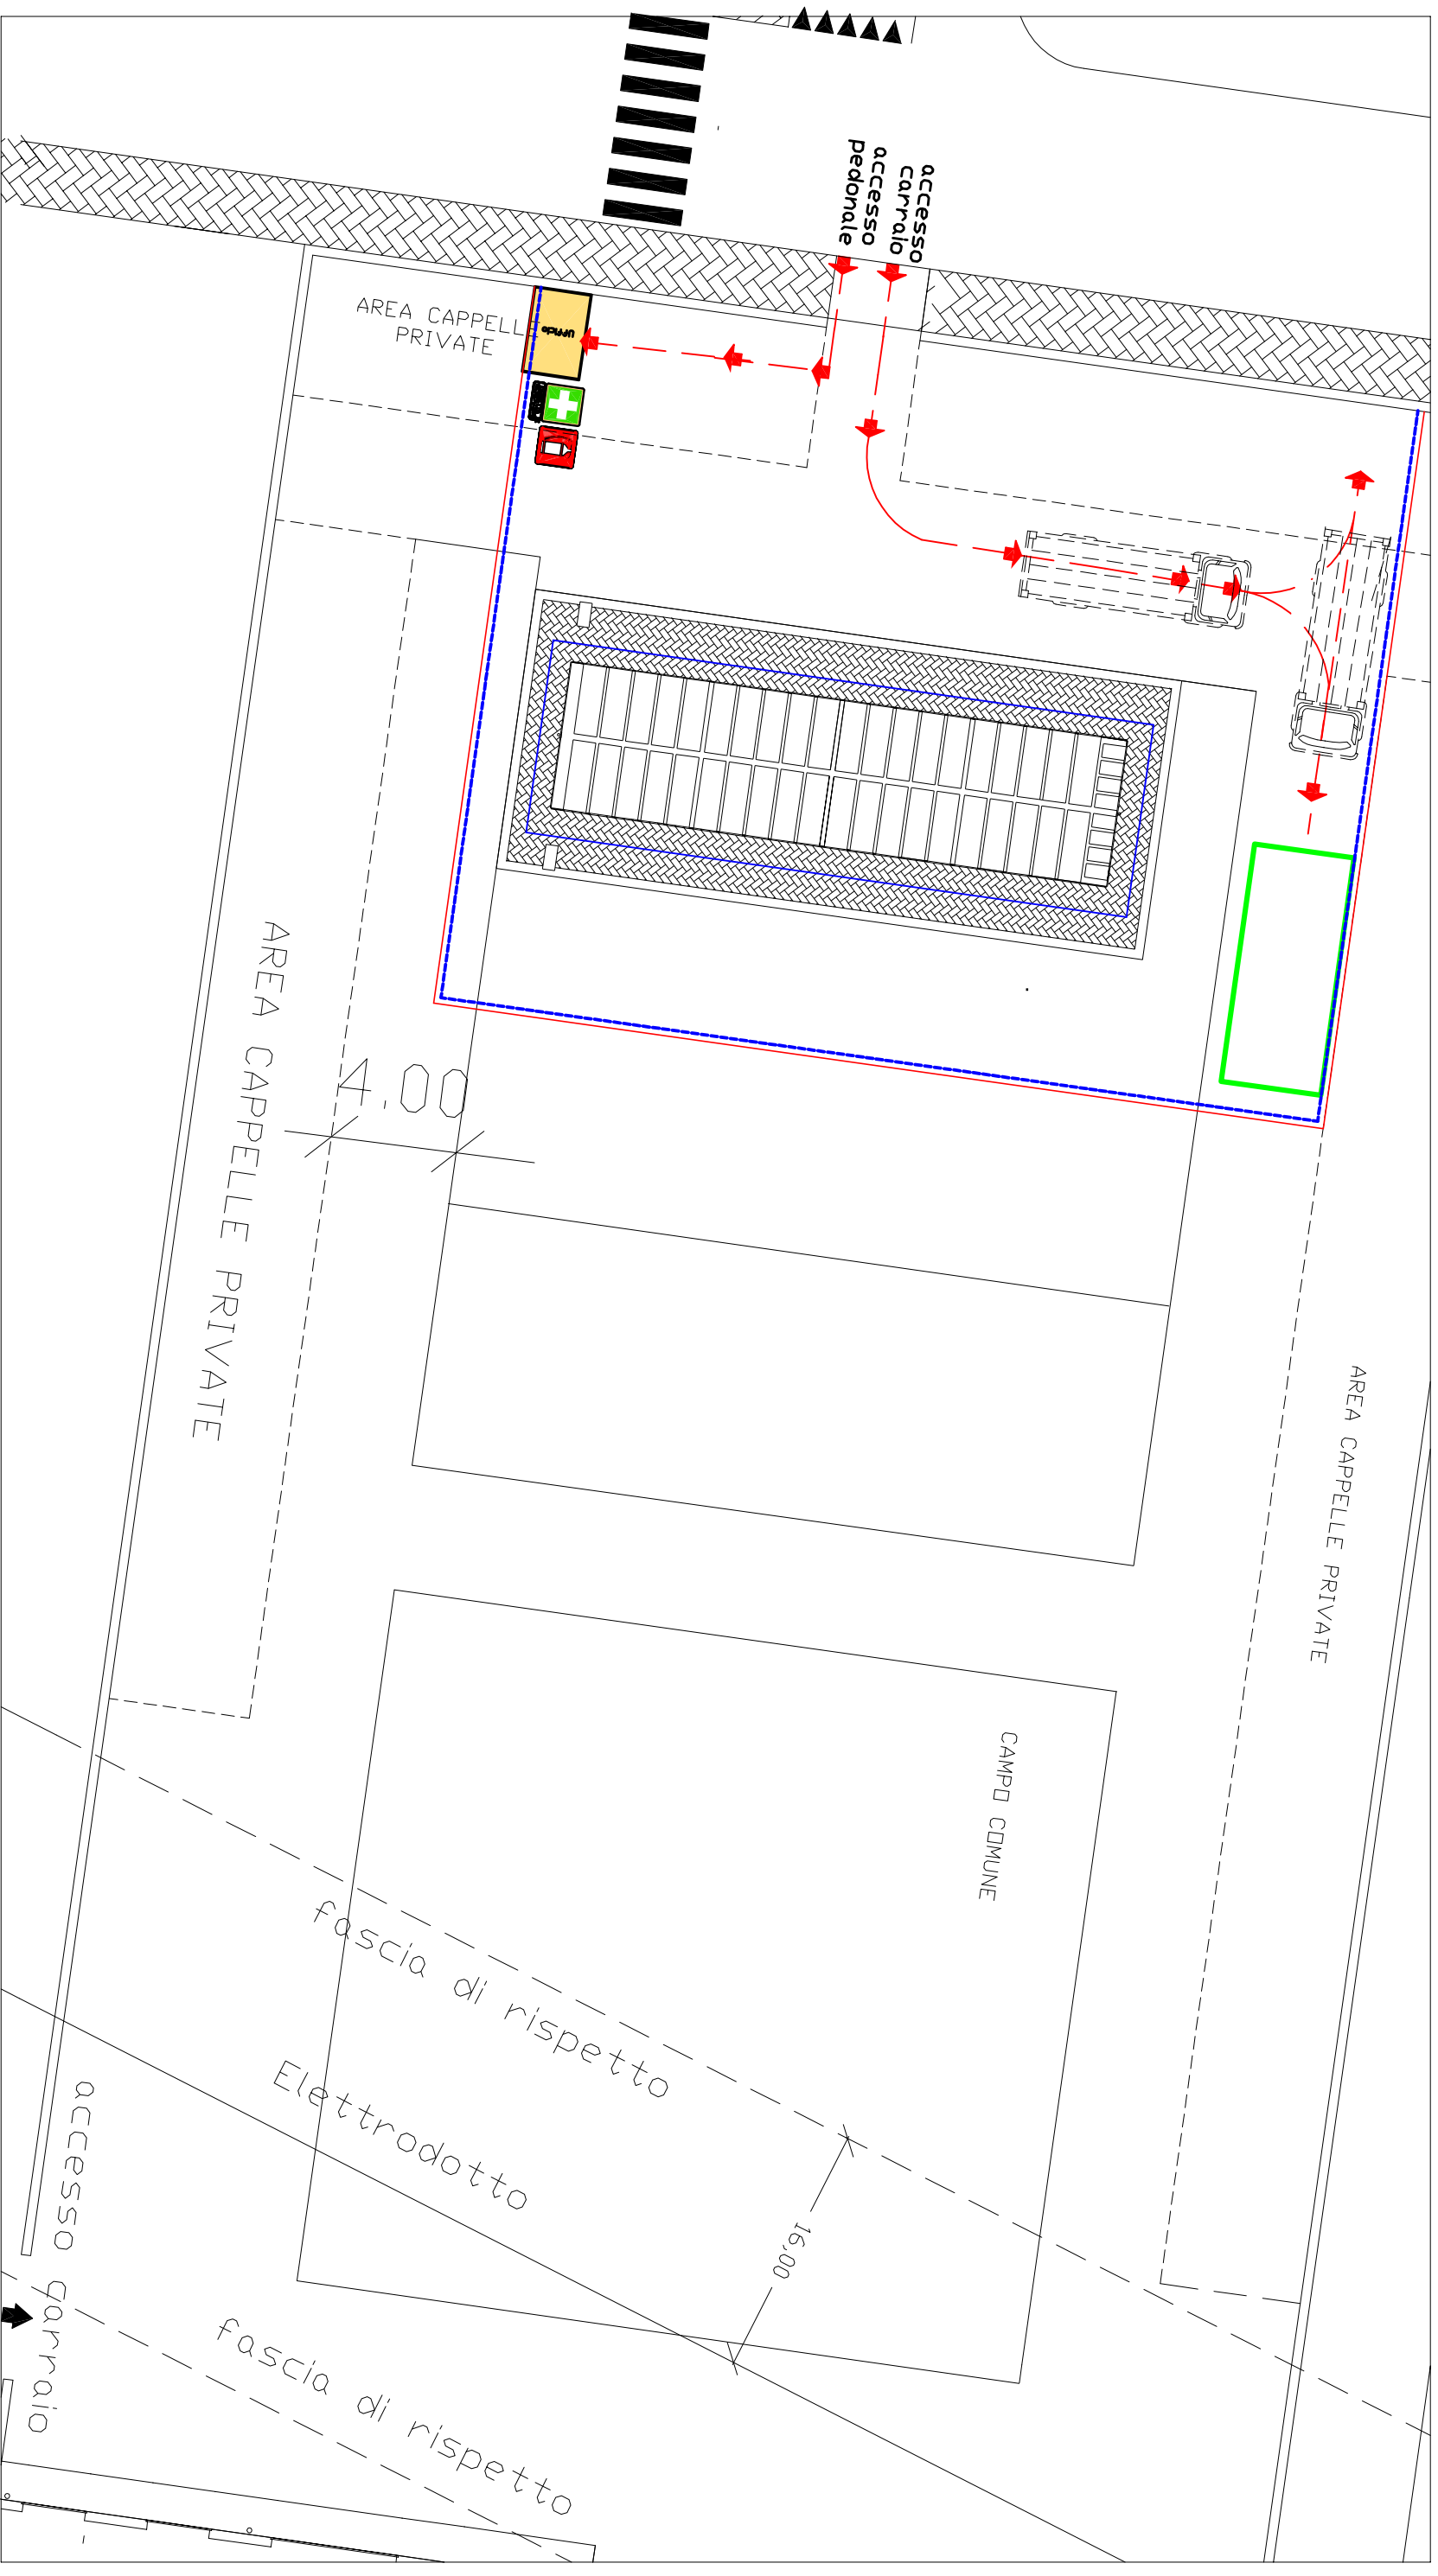 accesso
carraio
accesso
pedonale
AREA CAPPELL
PRIVATE
Ufficio
AREA CAPPELLE PRIVATE
4,00
AREA CAPPELLE PRIVATE
CAMPO COMUNE
fascia di rispetto
Elettrodotto
16,00
accesso carraio
fascia di rispetto